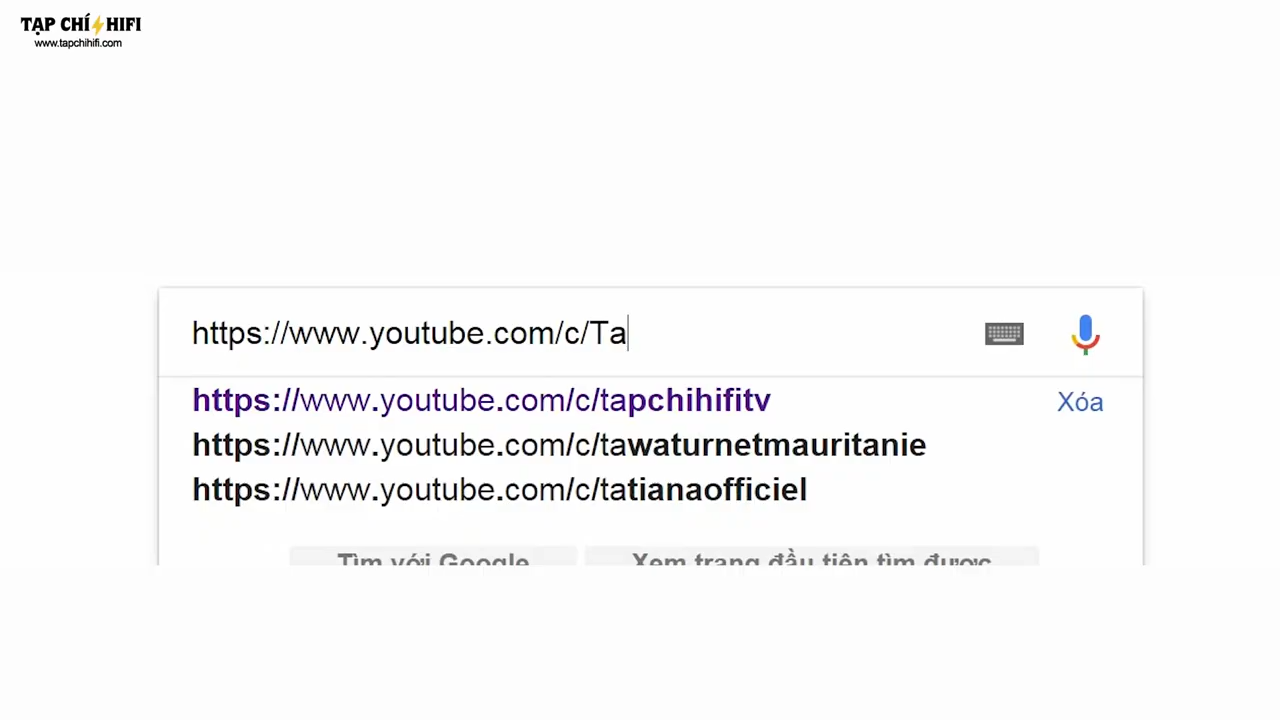 TẠP CHÍ HIFI
www.tapchihifi.com
https://www.youtube.com/c/Ta
https://www.youtube.com/c/tapchihifitv
Xóa
https://www.youtube.com/c/tawaturnetmauritanie
https://www.youtube.com/c/tatianaofficiel
Tìm với Google
Xem trang đầu tiên tìm được